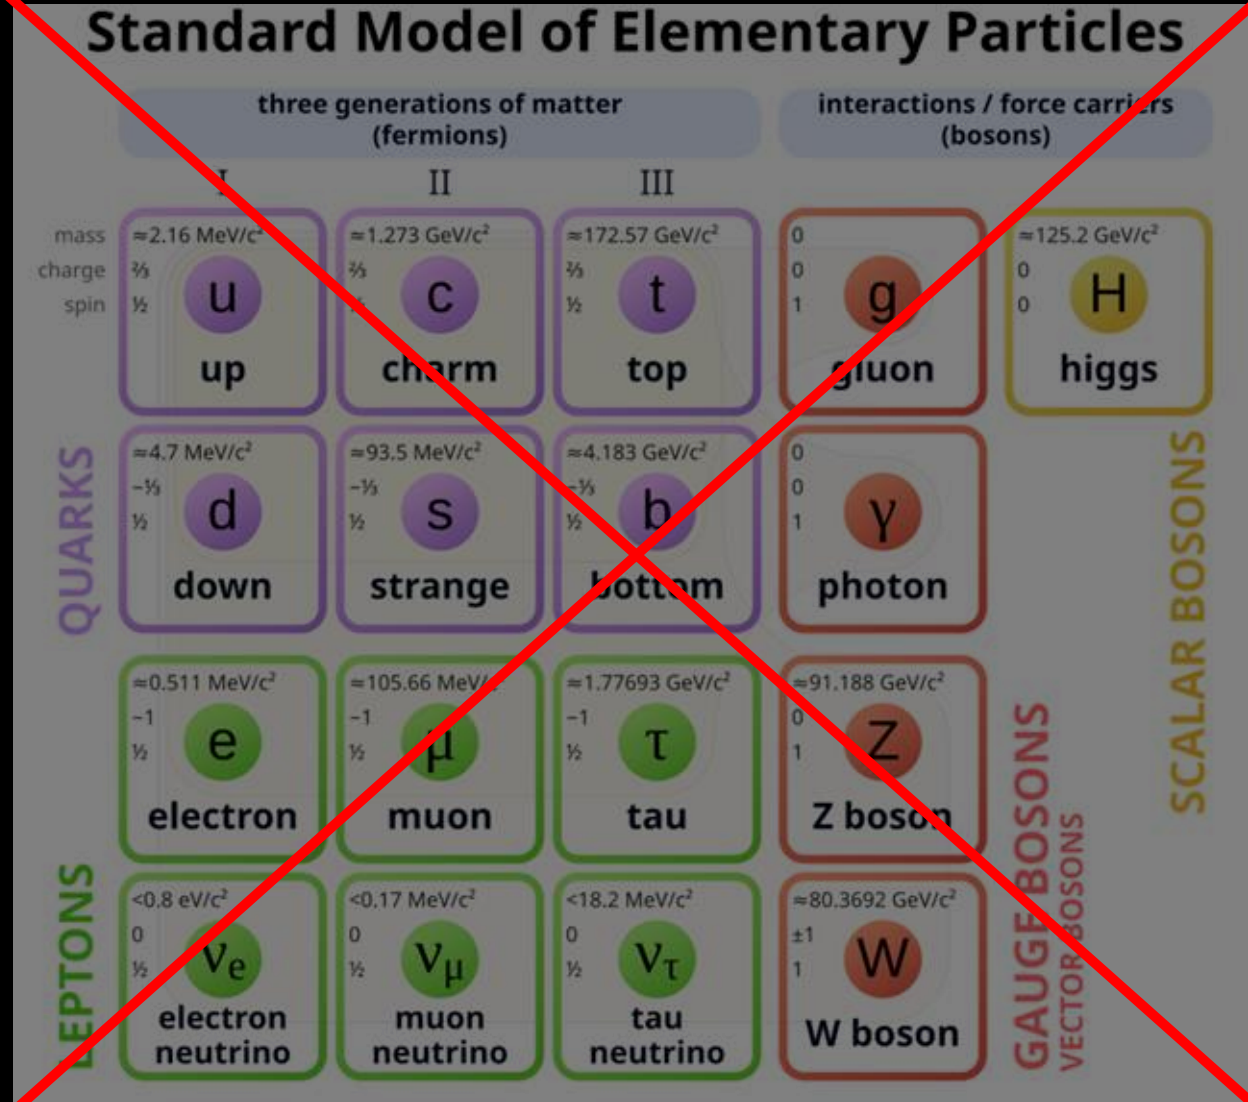 Standard Model of Elementary Particles
three generations of matter
(fermions)
interactions / force carriers
(bosons)
I
II
III
mass
charge
spin
≈2.16 MeV/c²
⅔
½
u
up
≈1.273 GeV/c²
⅔
c
charm
≈172.57 GeV/c²
⅔
½
t
top
0
0
1
g
gluon
≈125.2 GeV/c²
0
0
H
higgs
QUARKS
≈4.7 MeV/c²
−⅓
½
d
down
≈93.5 MeV/c²
−⅓
½
s
strange
≈4.183 GeV/c²
−⅓
½
b
bottom
0
0
1
γ
photon
SCALAR BOSONS
≈0.511 MeV/c²
−1
½
e
electron
≈105.66 MeV/c²
−1
½
μ
muon
≈1.77693 GeV/c²
−1
½
τ
tau
≈91.188 GeV/c²
0
1
Z
Z boson
LEPTONS
<0.8 eV/c²
0
½
νe
electron
neutrino
<0.17 MeV/c²
0
½
νμ
muon
neutrino
<18.2 MeV/c²
0
½
ντ
tau
neutrino
≈80.3692 GeV/c²
±1
1
W
W boson
GAUGE BOSONS
VECTOR BOSONS